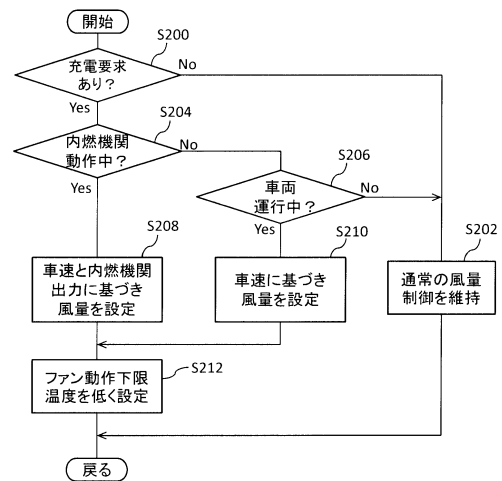 開始
S200
充電要求
あり？
No
Yes
S204
内燃機関
動作中？
No
Yes
S206
車両
運行中？
No
Yes
S208
車速と内燃機関
出力に基づき
風量を設定
S210
車速に基づき
風量を設定
S202
通常の風量
制御を維持
S212
ファン動作下限
温度を低く設定
戻る